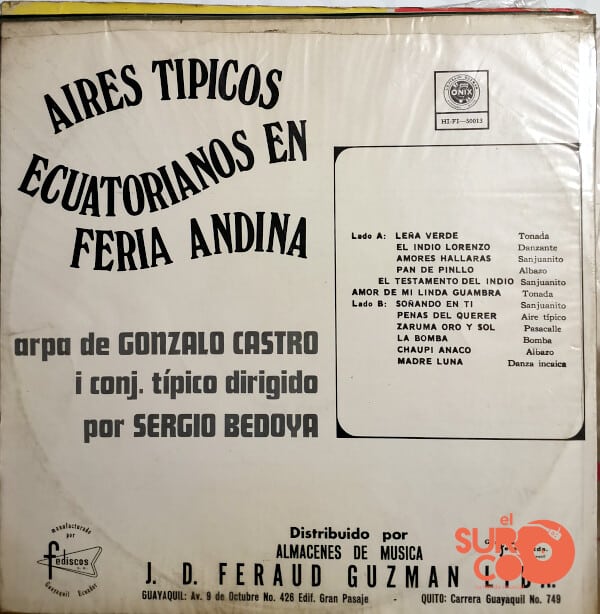 AIRES TIPICOS
ECUATORIANOS EN
FERIA ANDINA
ONIX
HI-FI—50013
arpa de GONZALO CASTRO
i conj. típico dirigido
por SERGIO BEDOYA
Lado A: LEÑA VERDE Tonada
EL INDIO LORENZO Danzante
AMORES HALLARAS Sanjuanito
PAN DE PINLLO Albazo
EL TESTAMENTO DEL INDIO Sanjuanito
AMOR DE MI LINDA GUAMBRA Tonada
Lado B: SOÑANDO EN TI Sanjuanito
PENAS DEL QUERER Aire típico
ZARUMA ORO Y SOL Pasacalle
LA BOMBA Bomba
CHAUPI ANACO Albazo
MADRE LUNA Danza incaica
manufacturado
por
fediscos
s.a.
Guayaquil Ecuador
Distribuido por
ALMACENES DE MUSICA
J. D. FERAUD GUZMAN
GUAYAQUIL: Av. 9 de Octubre No. 426 Edif. Gran Pasaje - QUITO: Carrera Guayaquil No. 749
el
SURCO